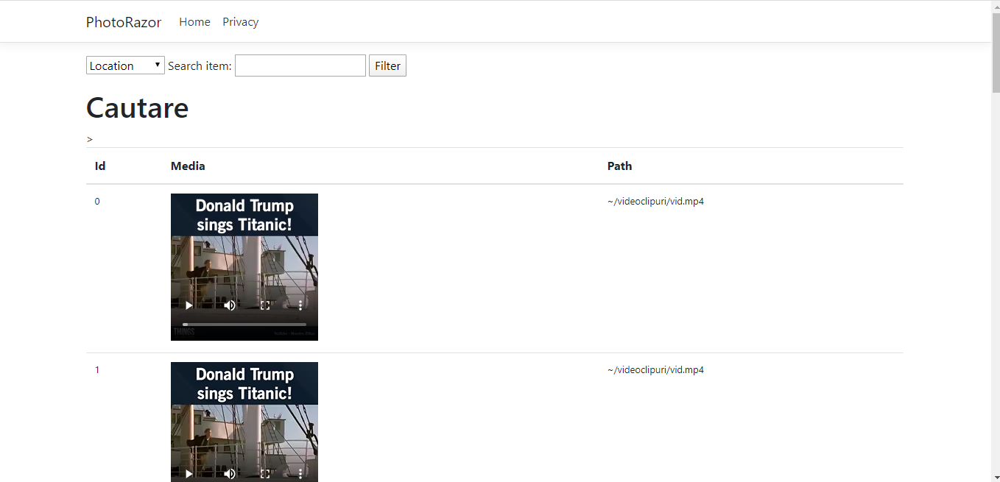 PhotoRazor Home Privacy
Location Search item: Filter
Cautare
>
Id Media Path
0 ~/videoclipuri/vid.mp4
Donald Trump
sings Titanic!
THINGS
1 ~/videoclipuri/vid.mp4
Donald Trump
sings Titanic!